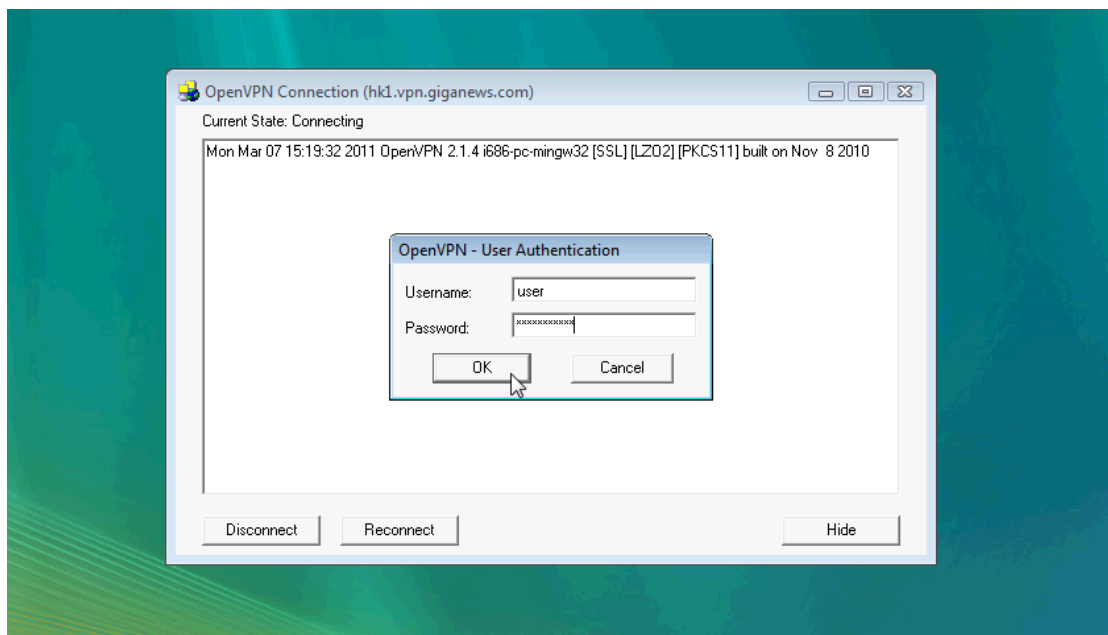 OpenVPN Connection (hk1.vpn.giganews.com)
Current State: Connecting
Mon Mar 07 15:19:32 2011 OpenVPN 2.1.4 i686-pc-mingw32 [SSL] [LZO2] [PKCS11] built on Nov  8 2010
OpenVPN - User Authentication
Username: user
Password: xxxxxxxxxxx
OK Cancel
Disconnect Reconnect Hide